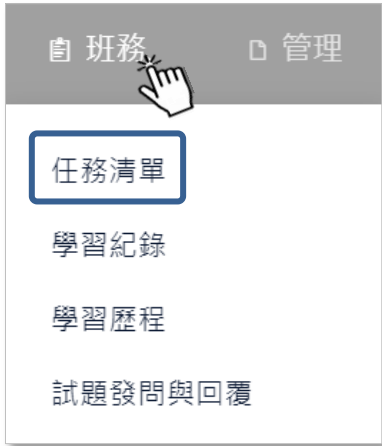 班務 管理
任務清單
學習紀錄
學習歷程
試題發問與回覆